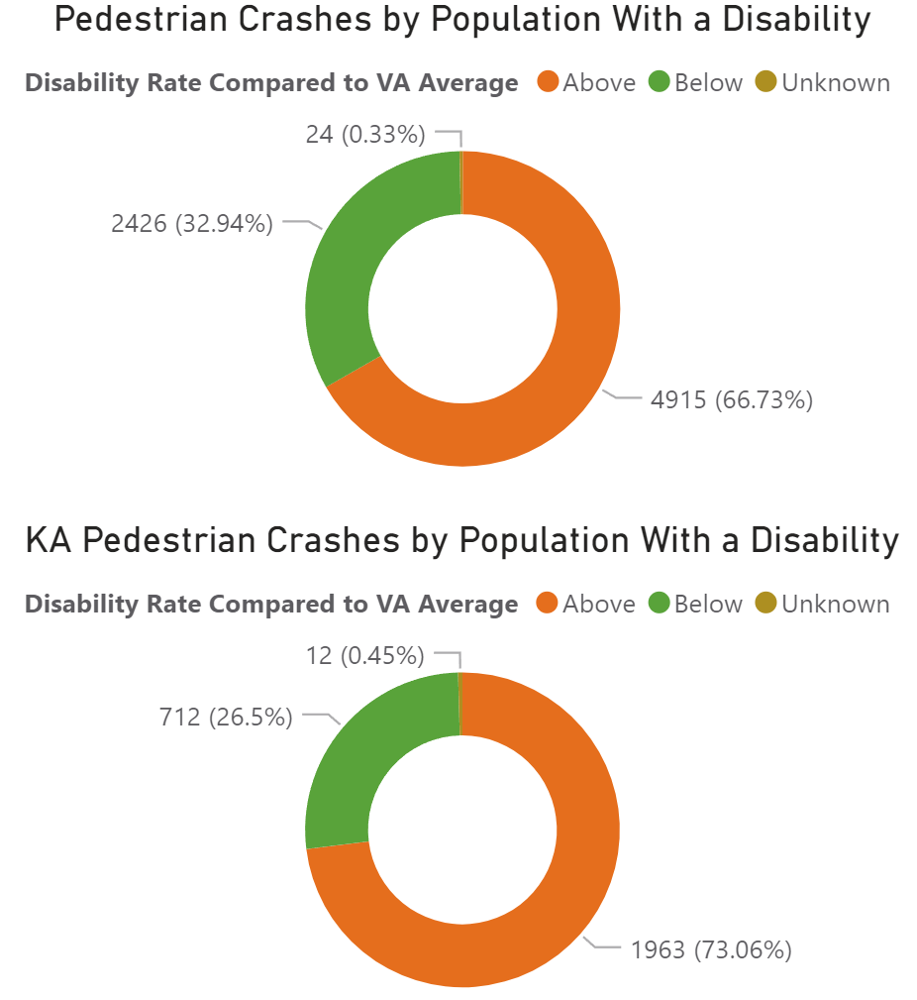 Pedestrian Crashes by Population With a Disability
Disability Rate Compared to VA Average Above Below Unknown
24 (0.33%)
2426 (32.94%)
4915 (66.73%)
KA Pedestrian Crashes by Population With a Disability
Disability Rate Compared to VA Average Above Below Unknown
12 (0.45%)
712 (26.5%)
1963 (73.06%)